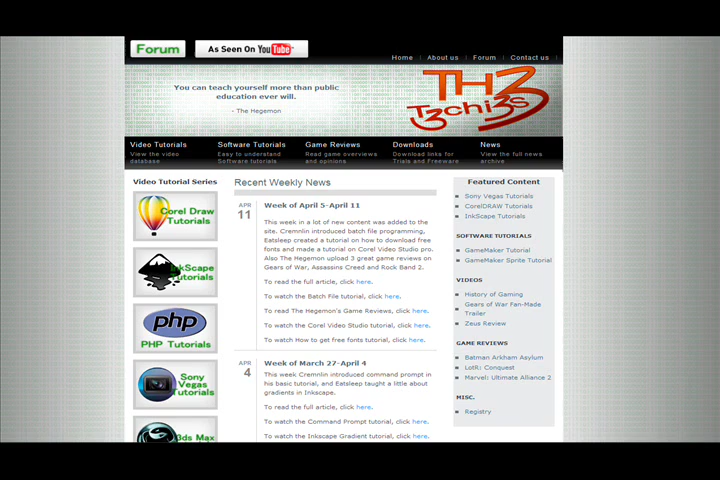 Forum
As Seen On YouTube
Home
About us
Forum
Contact us
You can teach yourself more than public
education ever will.
- The Hegemon
TH3
T3chi3s
Video Tutorials
View the video
database
Software Tutorials
Easy to understand
Software tutorials
Game Reviews
Read game overviews
and opinions
Downloads
Download links for
Trials and Freeware
News
View the full news
archive
Video Tutorial Series
Corel Draw
Tutorials
InkScape
Tutorials
php
PHP Tutorials
Sony
Vegas
Tutorials
3ds Max
Recent Weekly News
APR
11
Week of April 5-April 11
This week in a lot of new content was added to the
site. Cremnlin introduced batch file programming,
Eatsleep created a tutorial on how to download free
fonts and made a tutorial on Corel Video Studio pro.
Also The Hegemon upload 3 great game reviews on
Gears of War, Assassins Creed and Rock Band 2.
To read the full article, click here.
To watch the Batch File tutorial, click here.
To read The Hegemon's Game Reviews, click here.
To watch the Corel Video Studio tutorial, click here.
To watch How to get free fonts tutorial, click here.
APR
4
Week of March 27-April 4
This week Cremnlin introduced command prompt in
his basic tutorial, and Eatsleep taught a little about
gradients in Inkscape.
To read the full article, click here.
To watch the Command Prompt tutorial, click here.
To watch the Inkscape Gradient tutorial, click here.
Featured Content
Sony Vegas Tutorials
CorelDRAW Tutorials
InkScape Tutorials
SOFTWARE TUTORIALS
GameMaker Tutorial
GameMaker Sprite Tutorial
VIDEOS
History of Gaming
Gears of War Fan-Made
Trailer
Zeus Review
GAME REVIEWS
Batman Arkham Asylum
LotR: Conquest
Marvel: Ultimate Alliance 2
MISC.
Registry